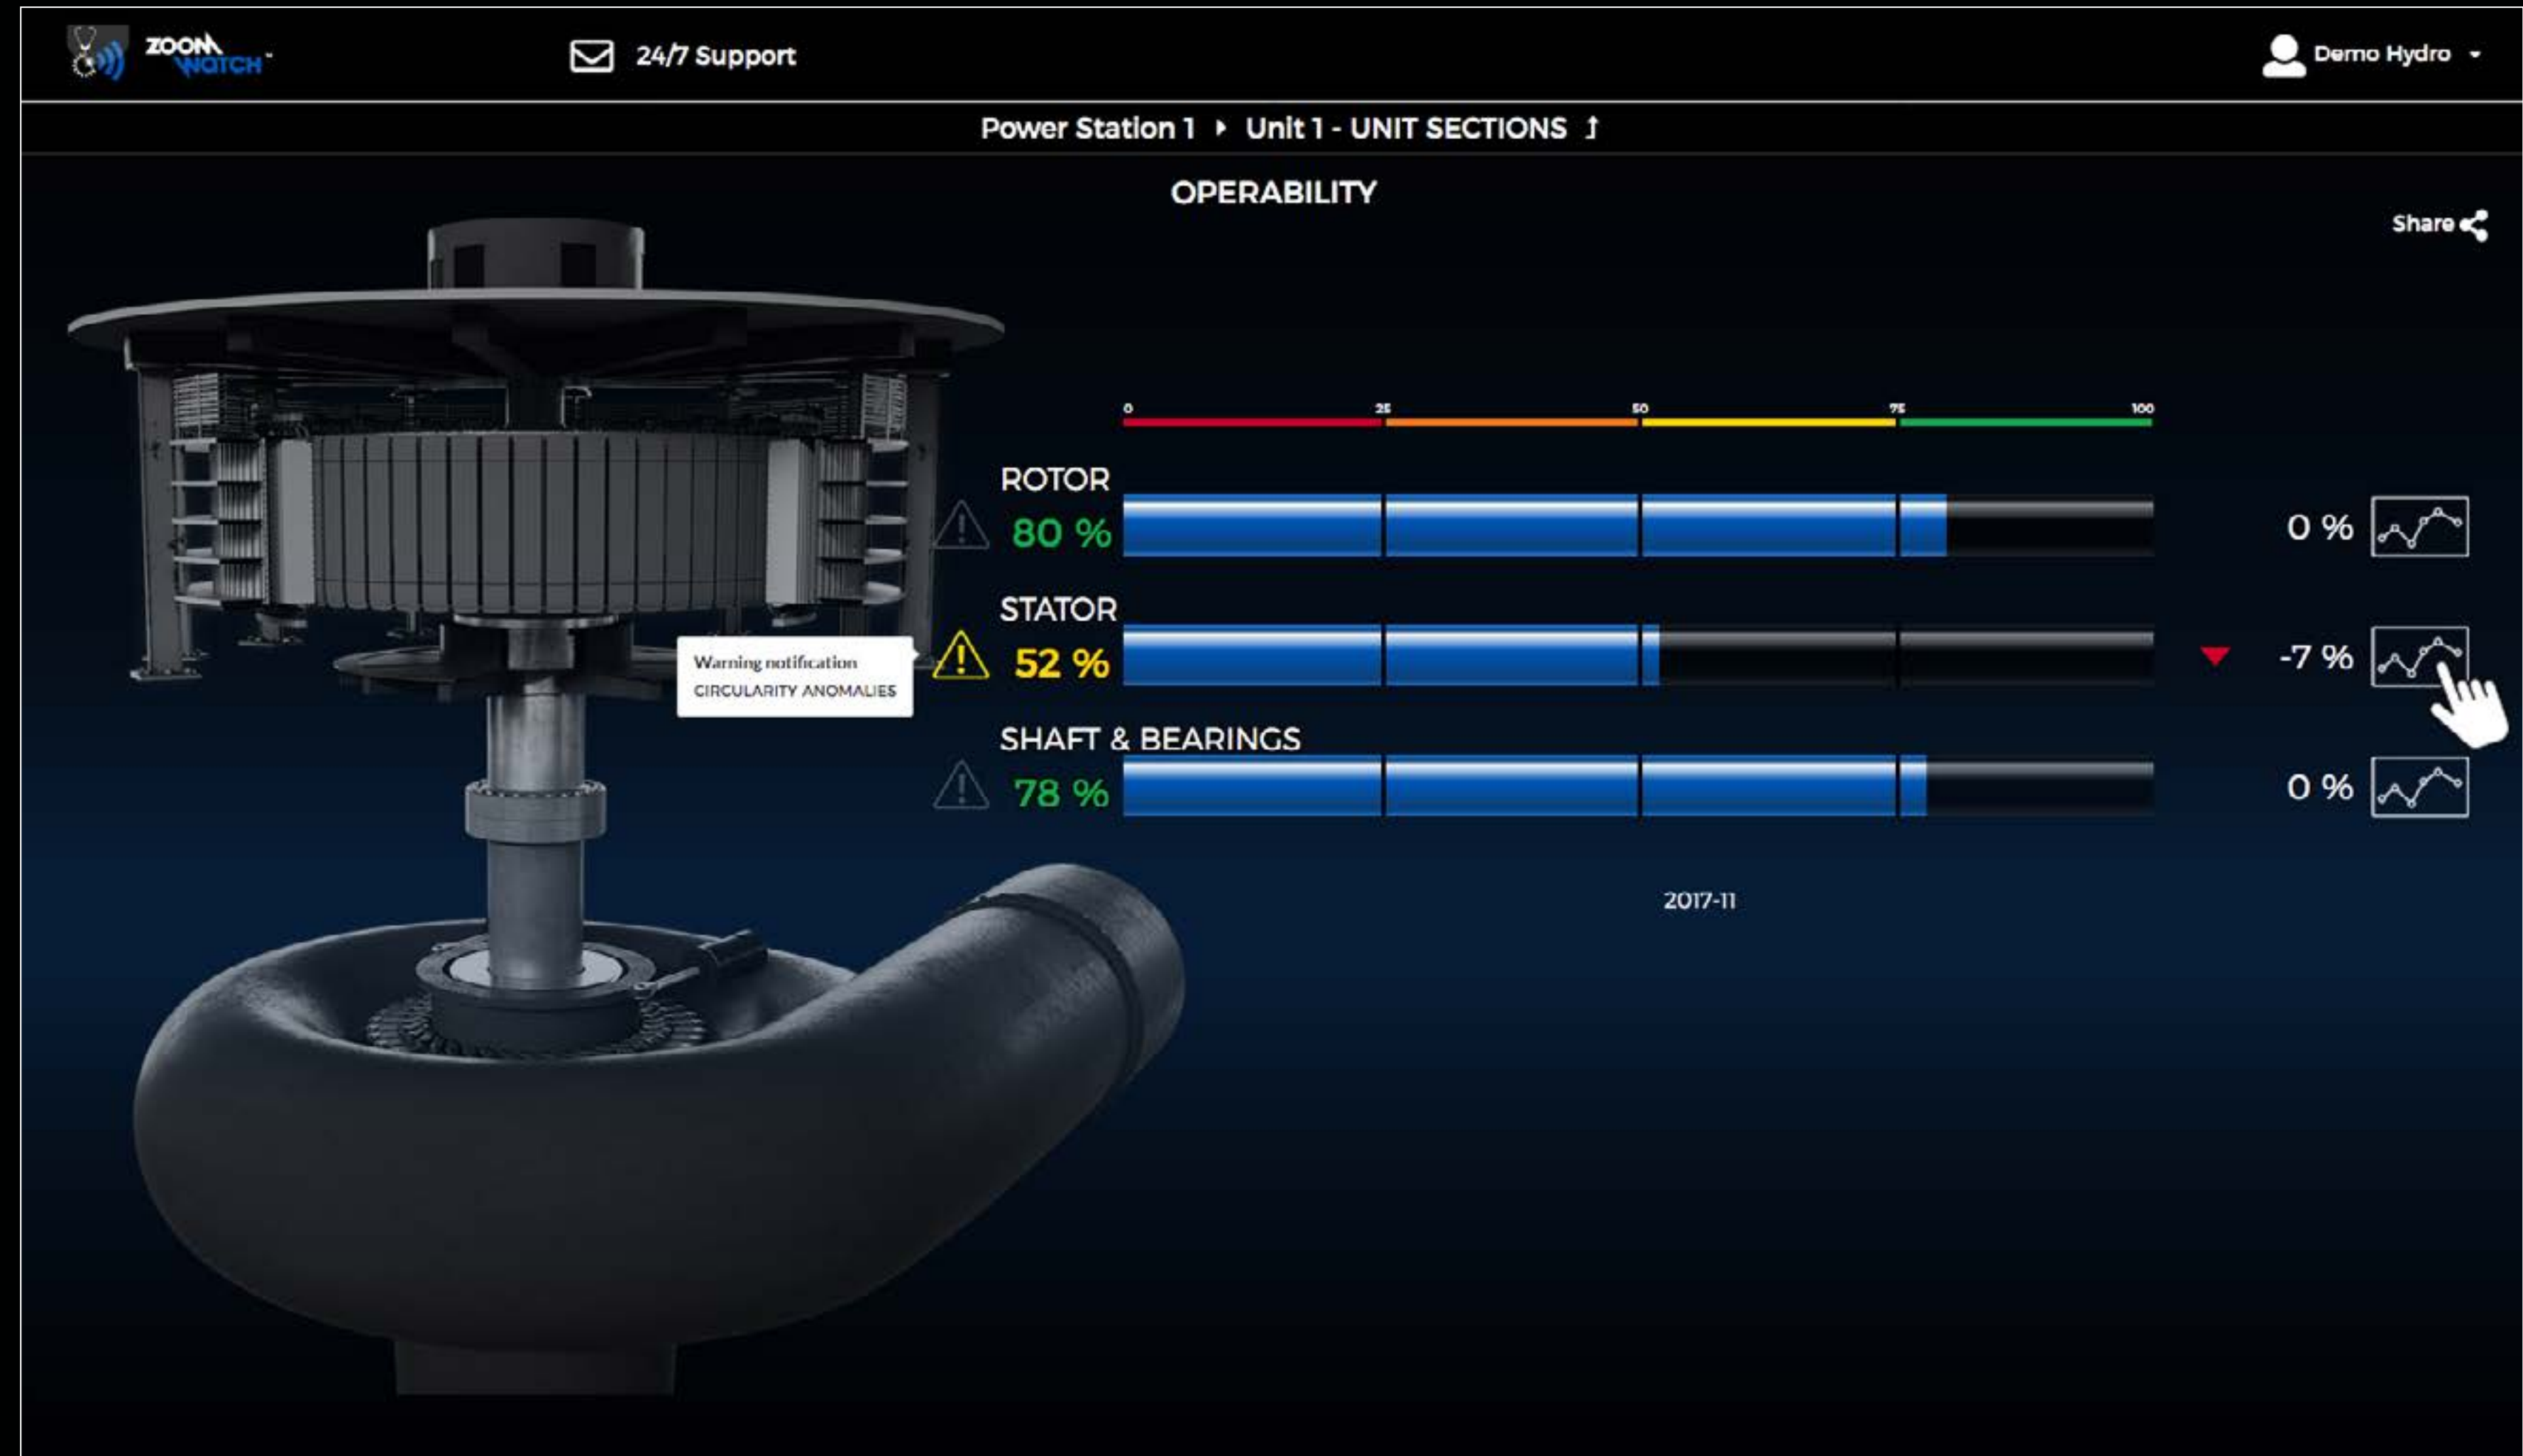 ZOOM
WATCH™
24/7 Support
Demo Hydro
Power Station 1 ▸ Unit 1 - UNIT SECTIONS
OPERABILITY
Share
0 25 50 75 100
ROTOR
80 %
0 %
STATOR
52 %
-7 %
Warning notification
CIRCULARITY ANOMALIES
SHAFT & BEARINGS
78 %
0 %
2017-11